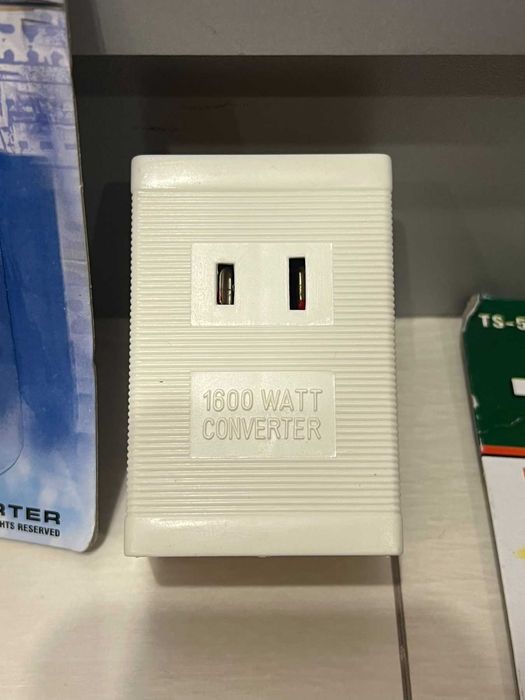 1600 WATT
CONVERTER
RTER
HTS RESERVED
TS-5